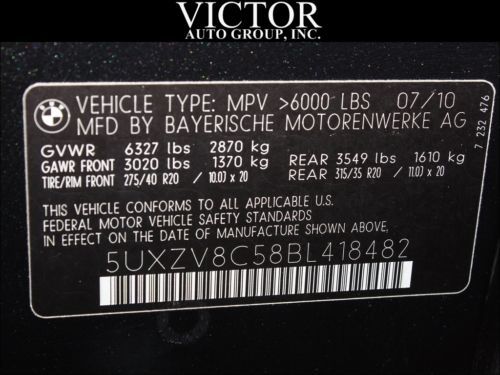 VICTOR
AUTO GROUP, INC.
VEHICLE TYPE: MPV >6000 LBS 07/10
MFD BY BAYERISCHE MOTORENWERKE AG
GVWR 6327 lbs 2870 kg
GAWR FRONT 3020 lbs 1370 kg REAR 3549 lbs 1610 kg
TIRE/RIM FRONT 275/40 R20 / 10.0J x 20 REAR 315/35 R20 / 11.0J x 20
THIS VEHICLE CONFORMS TO ALL APPLICABLE U.S.
FEDERAL MOTOR VEHICLE SAFETY STANDARDS
IN EFFECT ON THE DATE OF MANUFACTURE SHOWN ABOVE.
5UXZV8C58BL418482
7 232 476